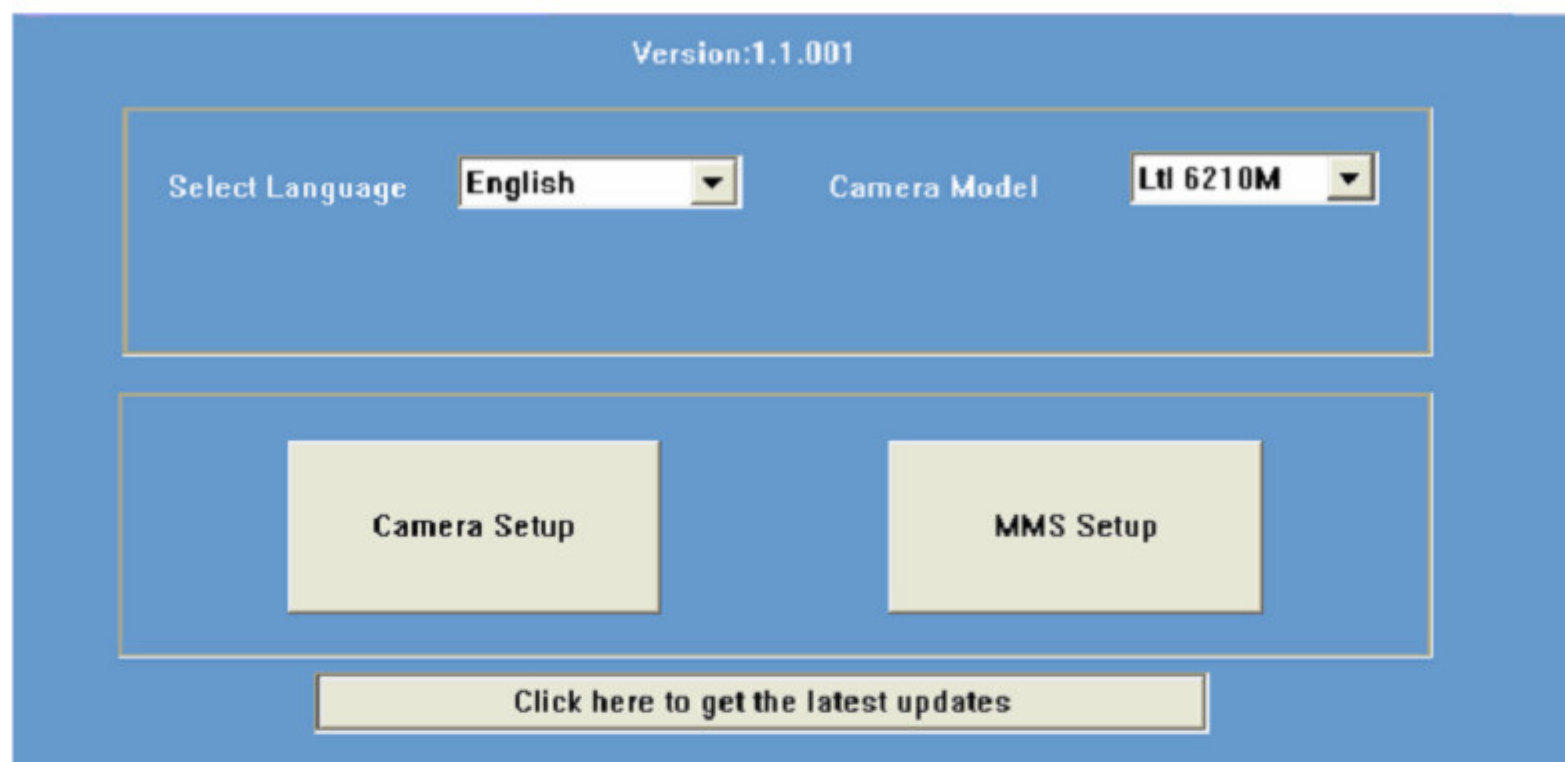 Version:1.1.001
Select Language English Camera Model Ltl 6210M
Camera Setup MMS Setup
Click here to get the latest updates